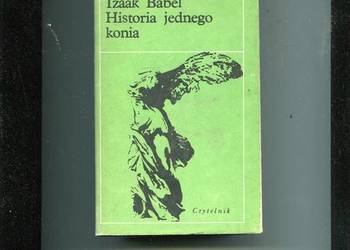 Izaak Babel
Historia jednego
konia
Czytelnik